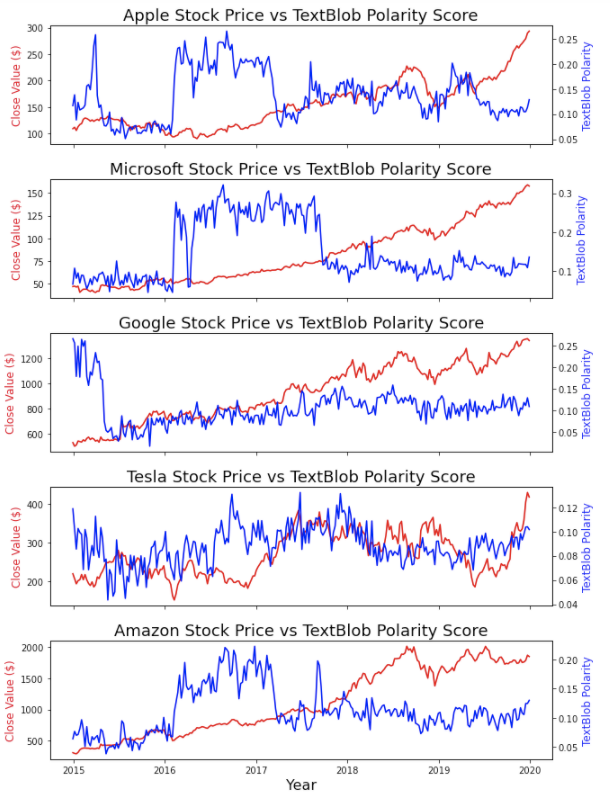 Apple Stock Price vs TextBlob Polarity Score
300
250
200
150
100
Close Value ($)
0.25
0.20
0.15
0.10
0.05
TextBlob Polarity
Microsoft Stock Price vs TextBlob Polarity Score
150
125
100
75
50
Close Value ($)
0.3
0.2
0.1
TextBlob Polarity
Google Stock Price vs TextBlob Polarity Score
1200
1000
800
600
Close Value ($)
0.25
0.20
0.15
0.10
0.05
TextBlob Polarity
Tesla Stock Price vs TextBlob Polarity Score
400
300
200
Close Value ($)
0.12
0.10
0.08
0.06
0.04
TextBlob Polarity
Amazon Stock Price vs TextBlob Polarity Score
2000
1500
1000
500
Close Value ($)
0.20
0.15
0.10
0.05
TextBlob Polarity
2015 2016 2017 2018 2019 2020
Year